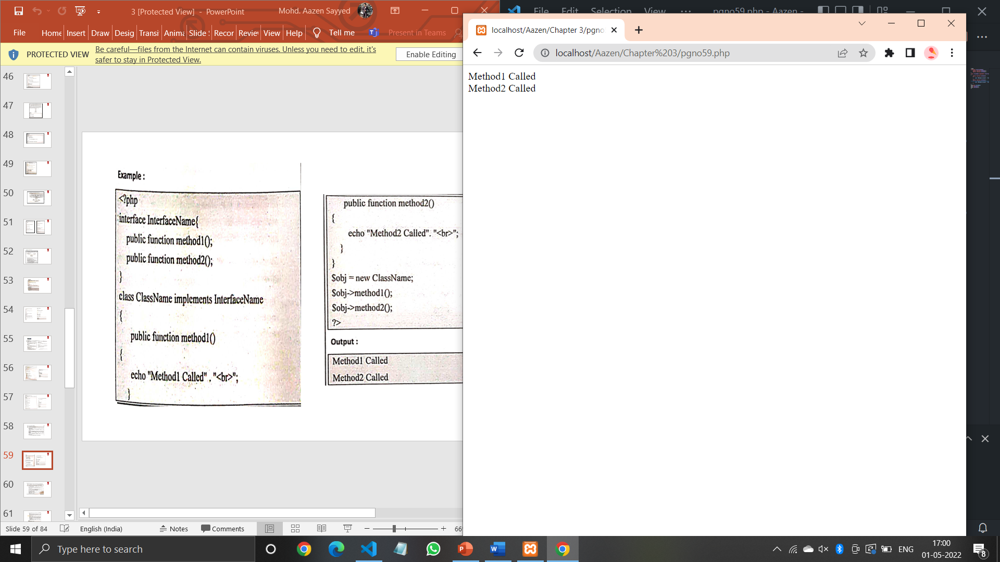 3 [Protected View] - PowerPoint
Mohd. Aazen Sayyed
File Home Insert Draw Desig Transi Anima Slide Recor Review View Help Tell me Present in Teams
PROTECTED VIEW
Be careful—files from the Internet can contain viruses. Unless you need to edit, it's
safer to stay in Protected View.
Enable Editing
46
47
48
49
50
51
52
53
54
55
56
57
58
59
60
61
Example :
<?php
interface InterfaceName{
public function method1();
public function method2();
}
class ClassName implements InterfaceName
{
public function method1()
{
echo "Method1 Called" . "<br>";
}
public function method2()
{
echo "Method2 Called". "<br>";
}
}
$obj = new ClassName;
$obj->method1();
$obj->method2();
?>
Output :
Method1 Called
Method2 Called
Slide 59 of 84
English (India)
Notes
Comments
66
File Edit Selection View ... pgno59.php - Aazen -
localhost/Aazen/Chapter 3/pgno
localhost/Aazen/Chapter%203/pgno59.php
Method1 Called
Method2 Called
Type here to search
ENG
17:00
01-05-2022
8